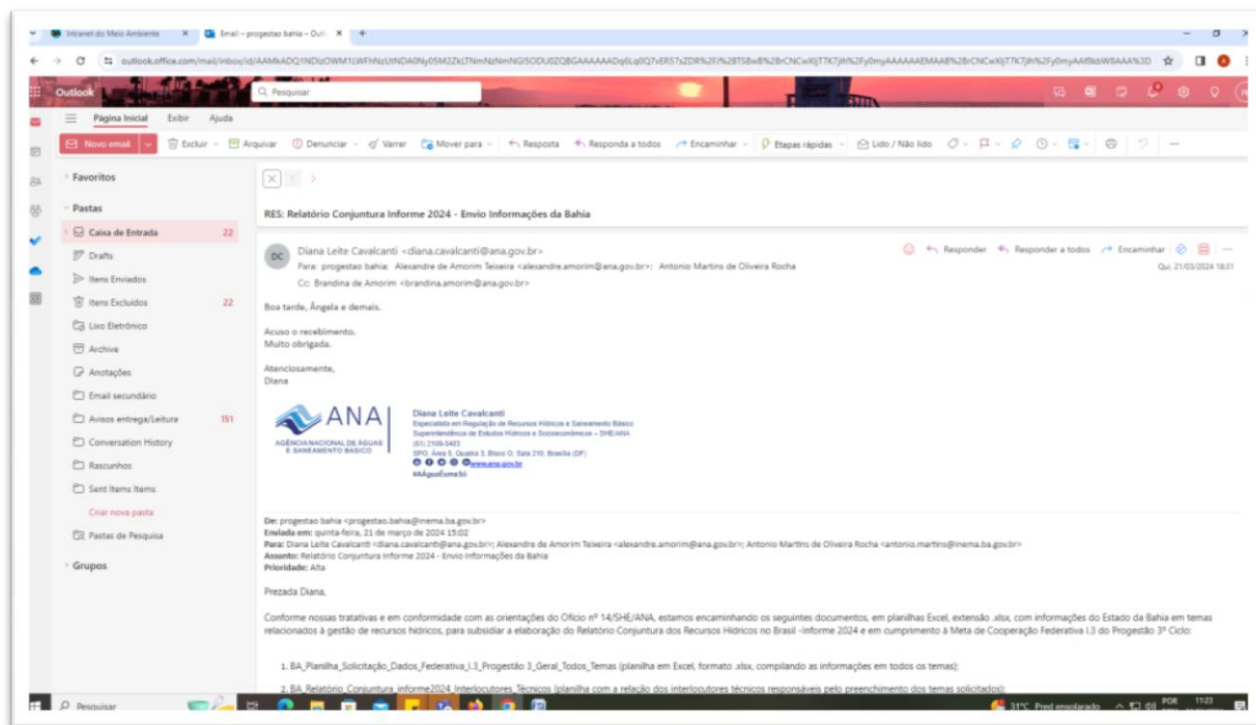 Intranet do Meio Ambiente
Email – progestao bahia – Outl
Outlook
Pesquisar
Página Inicial Exibir Ajuda
Novo email Excluir Arquivar Denunciar Varrer Mover para Resposta Responda a todos Encaminhar Etapas rápidas Lido / Não lido
Favoritos
Pastas
Caixa de Entrada 22
Drafts
Itens Enviados
Itens Excluídos 22
Lixo Eletrônico
Archive
Anotações
Email secundário
Avisos entrega/Leitura 151
Conversation History
Rascunhos
Sent Items Items
Criar nova pasta
Pastas de Pesquisa
Grupos
RES: Relatório Conjuntura Informe 2024 - Envio Informações da Bahia
DC
Diana Leite Cavalcanti <diana.cavalcanti@ana.gov.br>
Para: progestao bahia; Alexandre de Amorim Teixeira <alexandre.amorim@ana.gov.br>; Antonio Martins de Oliveira Rocha
Cc: Brandina de Amorim <brandina.amorim@ana.gov.br>
Responder Responder a todos Encaminhar
Qui, 21/03/2024 18:31
Boa tarde, Ângela e demais.
Acuso o recebimento.
Muito obrigada.
Atenciosamente,
Diana
ANA
AGÊNCIA NACIONAL DE ÁGUAS
E SANEAMENTO BÁSICO
Diana Leite Cavalcanti
Especialista em Regulação de Recursos Hídricos e Saneamento Básico
Superintendência de Estudos Hídricos e Socioeconômicos – SHE/ANA
(61) 2109-5403
SPO, Área 5, Quadra 3, Bloco O, Sala 210, Brasília (DF)
www.ana.gov.br
#AÁguaÉumaSó
De: progestao bahia <progestao.bahia@inema.ba.gov.br>
Enviada em: quinta-feira, 21 de março de 2024 15:02
Para: Diana Leite Cavalcanti <diana.cavalcanti@ana.gov.br>; Alexandre de Amorim Teixeira <alexandre.amorim@ana.gov.br>; Antonio Martins de Oliveira Rocha <antonio.martins@inema.ba.gov.br>
Assunto: Relatório Conjuntura Informe 2024 - Envio Informações da Bahia
Prioridade: Alta
Prezada Diana,
Conforme nossas tratativas e em conformidade com as orientações do Ofício nº 14/SHE/ANA, estamos encaminhando os seguintes documentos, em planilhas Excel, extensão .xlsx, com informações do Estado da Bahia em temas
relacionados à gestão de recursos hídricos, para subsidiar a elaboração do Relatório Conjuntura dos Recursos Hídricos no Brasil -Informe 2024 e em cumprimento à Meta de Cooperação Federativa I.3 do Progestão 3º Ciclo:
1. BA_Planilha_Solicitação_Dados_Federativa_I.3_Progestão 3_Geral_Todos_Temas (planilha em Excel, formato .xlsx, compilando as informações em todos os temas);
2. BA_Relatório_Conjuntura_informe2024_Interlocutores_Técnicos (planilha com a relação dos interlocutores técnicos responsáveis pelo preenchimento dos temas solicitados);
Pesquisar
31°C Pred ensolarado
POR
11:23